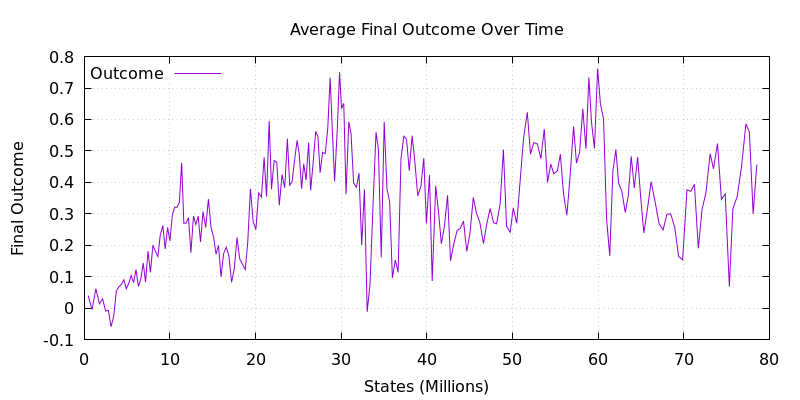 Average Final Outcome Over Time
Outcome
Final Outcome
0.8
0.7
0.6
0.5
0.4
0.3
0.2
0.1
0
-0.1
0 10 20 30 40 50 60 70 80
States (Millions)